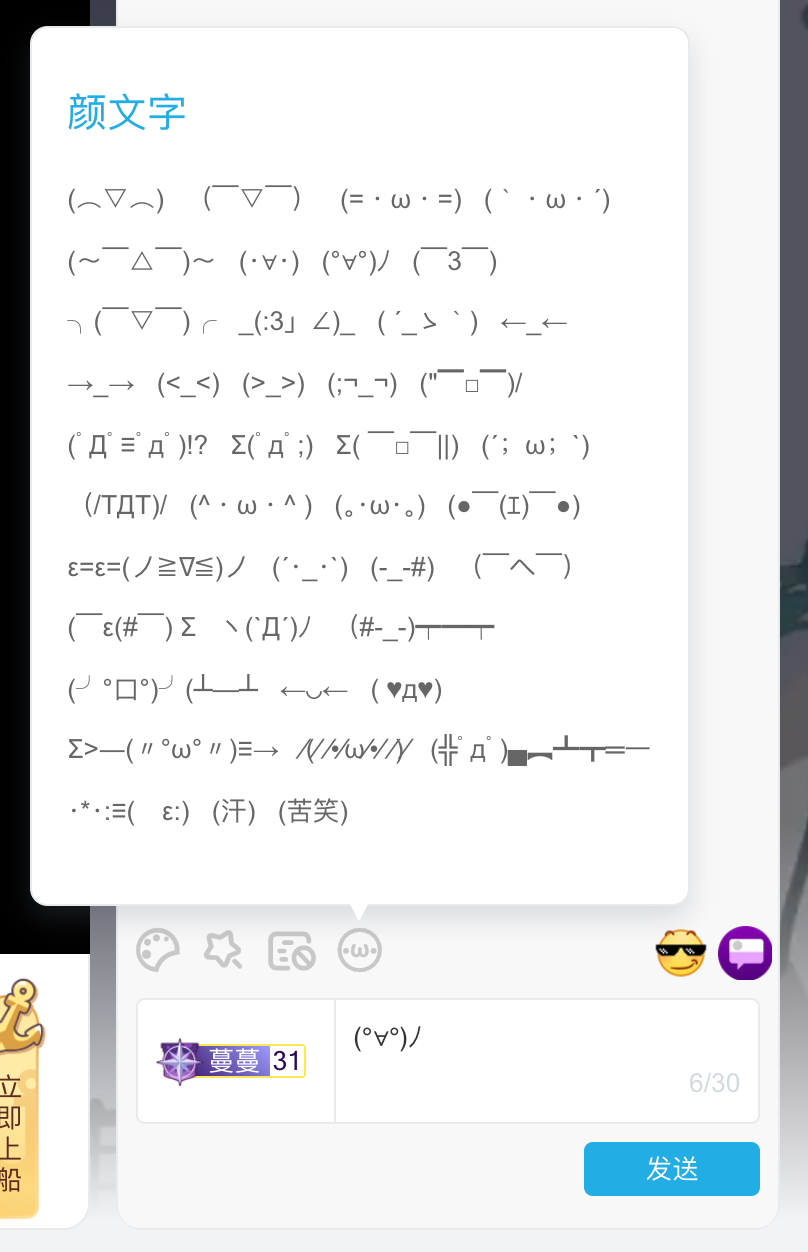 颜文字
(︶▽︶)  (￣▽￣)  (=・ω・=)  (｀・ω・´)
(〜￣△￣)〜  (･∀･)  (°∀°)ﾉ  (￣3￣)
╮(￣▽￣)╭  _(:3」∠)_  ( ´_ゝ｀)  ←_←
→_→  (<_<)  (>_>)  (;¬_¬)  ("▔□▔)/
(ﾟДﾟ≡ﾟдﾟ)!?  Σ(ﾟдﾟ;)  Σ(￣□￣||)  (´；ω；`)
（/TДT)/  (^・ω・^ )  (｡･ω･｡)  (●￣(ｴ)￣●)
ε=ε=(ノ≧∇≦)ノ  (´･_･`)  (-_-#)  （￣へ￣）
(￣ε(#￣) Σ  ヽ(`Д´)ﾉ  （#-_-)┯━┯
(╯°口°)╯(┴—┴  ←◡←  ( ♥д♥)
Σ>―(〃°ω°〃)≡→  ⁄(⁄ ⁄•⁄ω⁄•⁄ ⁄)⁄  (╬ﾟдﾟ)▄︻┻┳═一
･*･:≡(　ε:)  (汗)  (苦笑)
·ω·
蔓蔓 31
(°∀°)ﾉ
6/30
发送
立
即
上
船